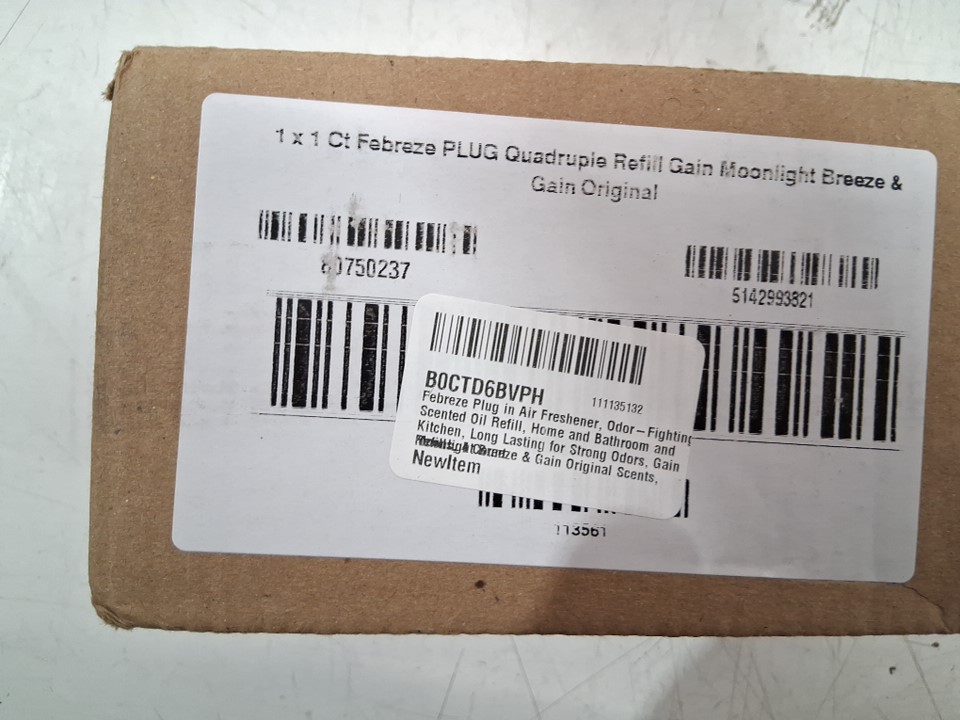 1 x 1 Ct Febreze PLUG Quadruple Refill Gain Moonlight Breeze &
Gain Original
80750237
5142993821
B0CTD6BVPH
111135132
Febreze Plug in Air Freshener, Odor-Fighting
Scented Oil Refill, Home and Bathroom and
Kitchen, Long Lasting for Strong Odors, Gain
Breeze & Gain Original Scents,
NewItem
113561